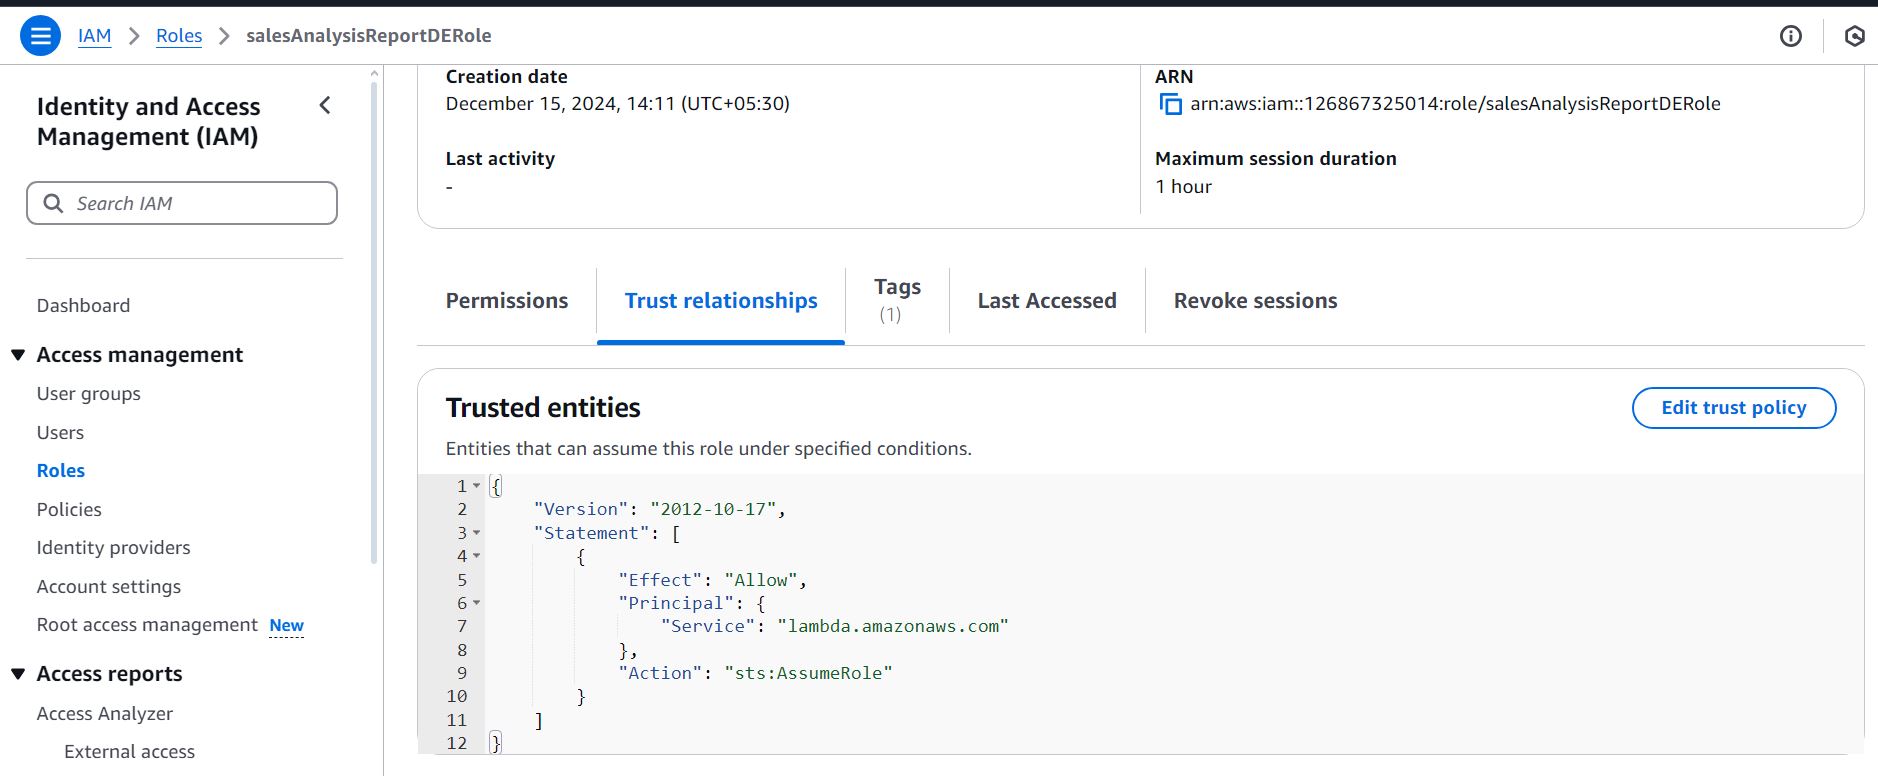 IAM > Roles > salesAnalysisReportDERole
Identity and Access
Management (IAM)
Search IAM
Dashboard
Access management
User groups
Users
Roles
Policies
Identity providers
Account settings
Root access management New
Access reports
Access Analyzer
External access
Creation date
December 15, 2024, 14:11 (UTC+05:30)
Last activity
-
ARN
arn:aws:iam::126867325014:role/salesAnalysisReportDERole
Maximum session duration
1 hour
Permissions
Trust relationships
Tags
(1)
Last Accessed
Revoke sessions
Trusted entities
Edit trust policy
Entities that can assume this role under specified conditions.
1 {
2     "Version": "2012-10-17",
3     "Statement": [
4         {
5             "Effect": "Allow",
6             "Principal": {
7                 "Service": "lambda.amazonaws.com"
8             },
9             "Action": "sts:AssumeRole"
10         }
11     ]
12 }